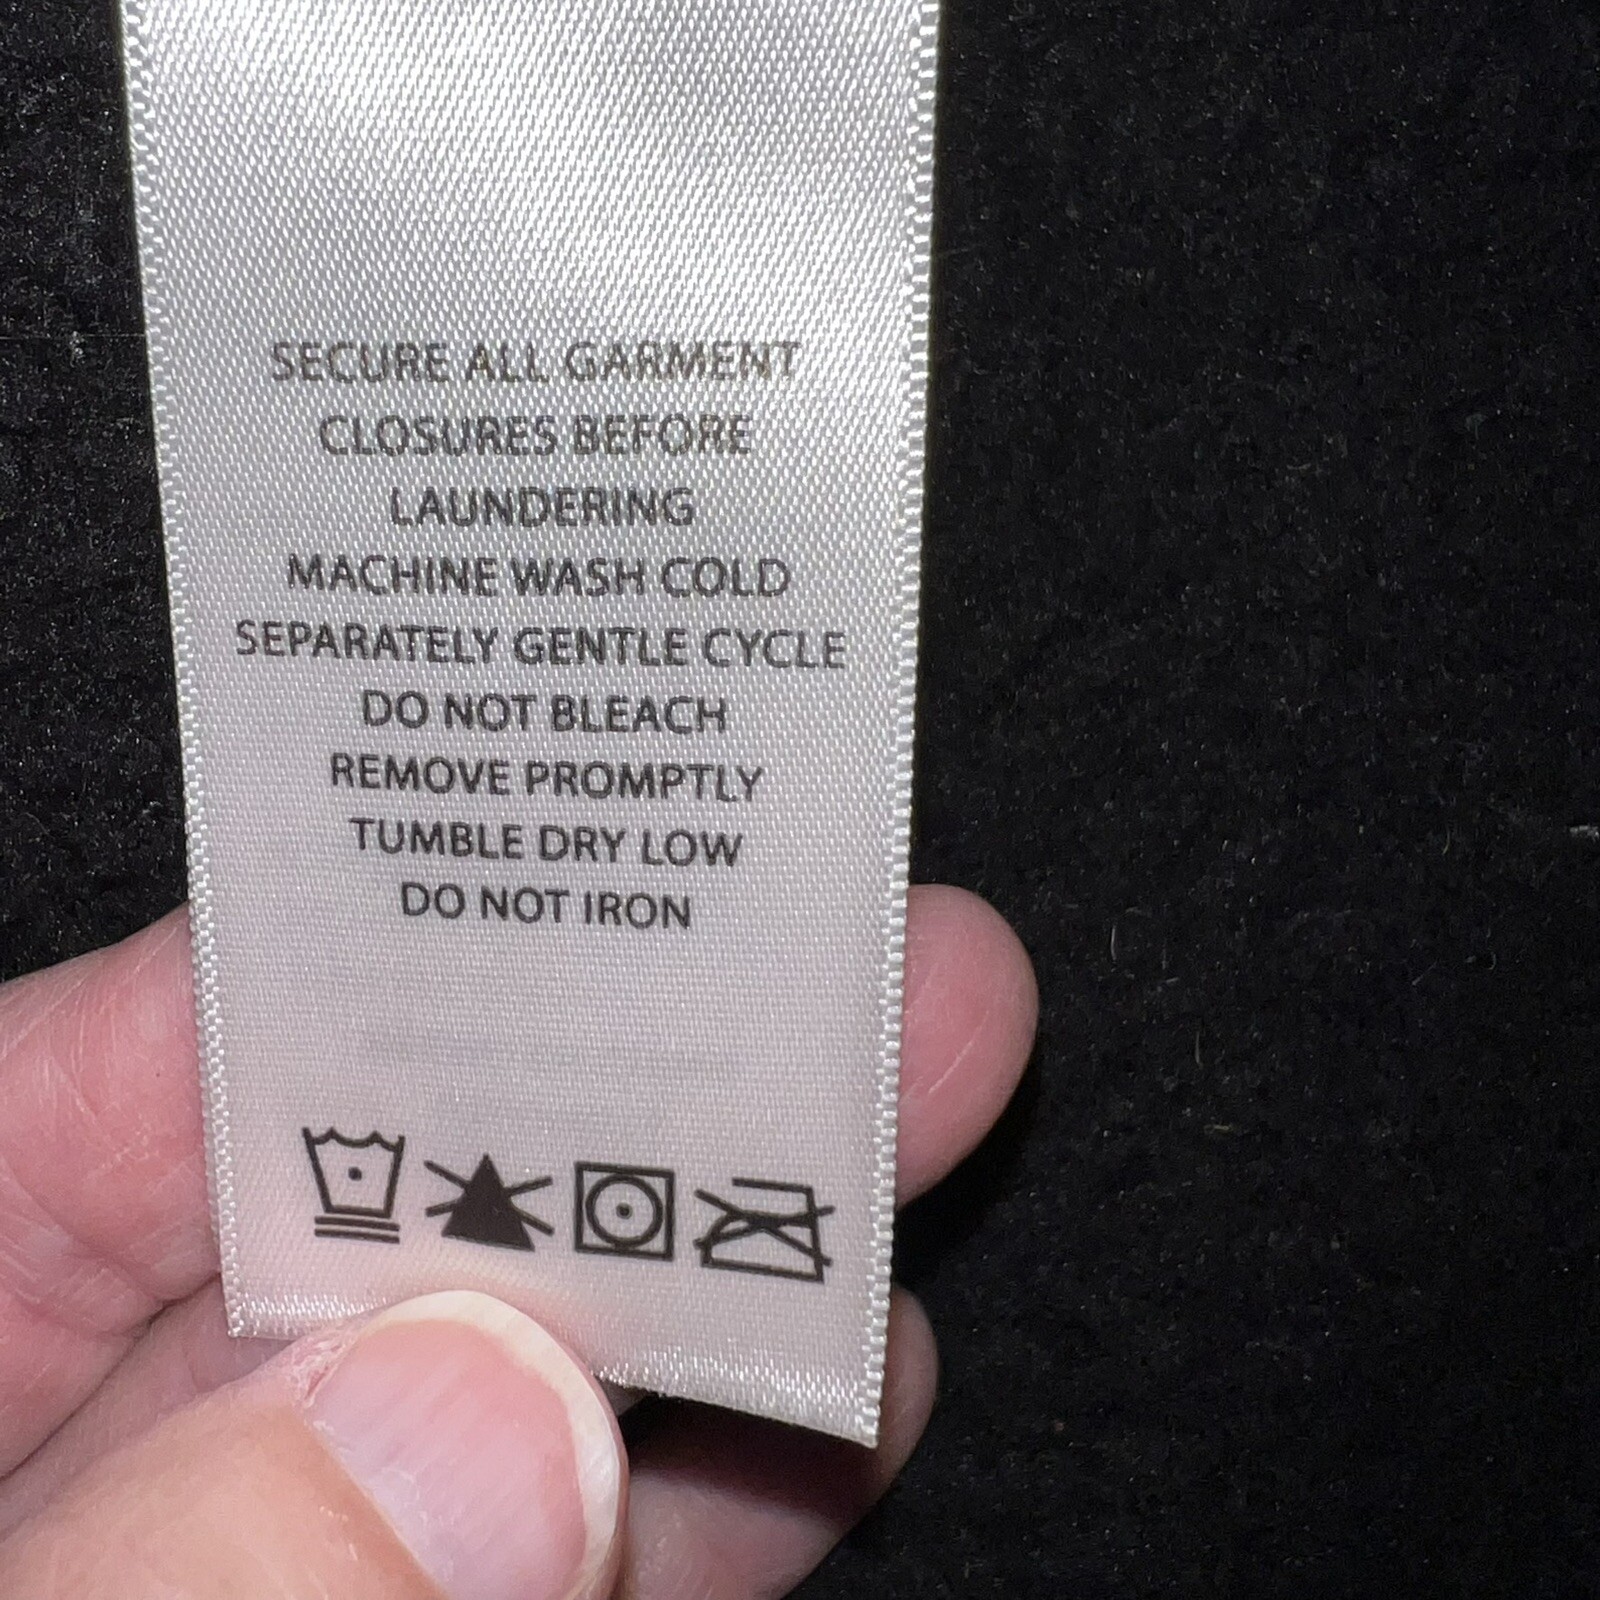 SECURE ALL GARMENT
CLOSURES BEFORE
LAUNDERING
MACHINE WASH COLD
SEPARATELY GENTLE CYCLE
DO NOT BLEACH
REMOVE PROMPTLY
TUMBLE DRY LOW
DO NOT IRON